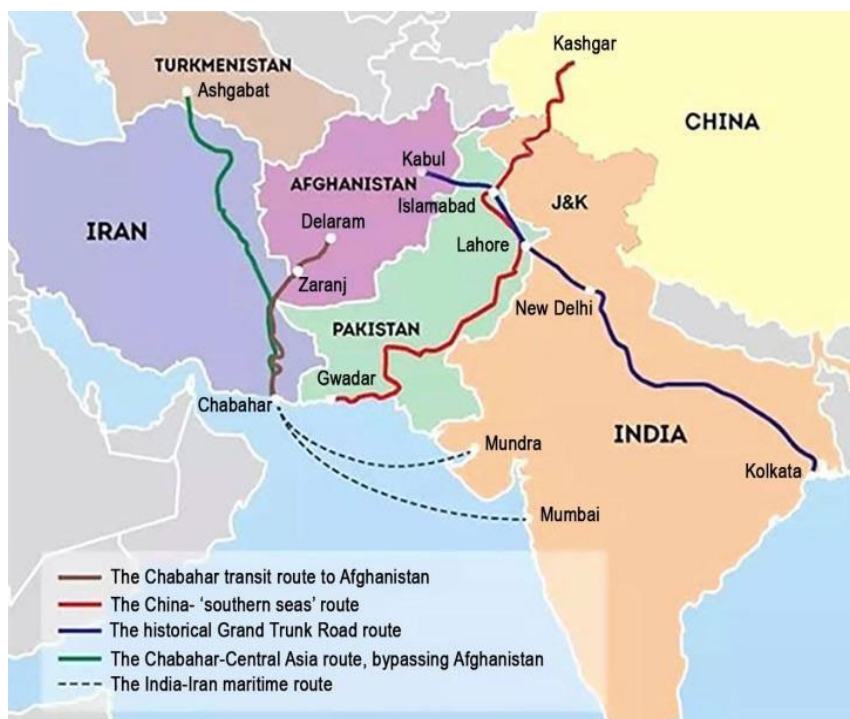 Kashgar
TURKMENISTAN
Ashgabat
CHINA
Kabul
AFGHANISTAN
Islamabad
J&K
Delaram
IRAN
Lahore
Zaranj
New Delhi
PAKISTAN
Gwadar
Chabahar
Mundra
INDIA
Kolkata
Mumbai
The Chabahar transit route to Afghanistan
The China- ‘southern seas’ route
The historical Grand Trunk Road route
The Chabahar-Central Asia route, bypassing Afghanistan
The India-Iran maritime route